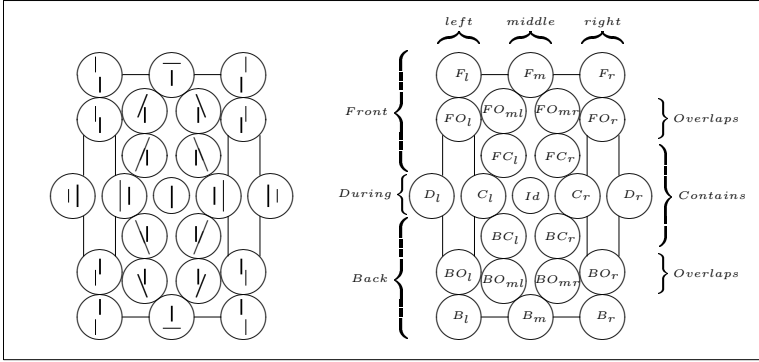 left middle right
F_l F_m F_r
Front FO_l FO_ml FO_mr FO_r Overlaps
FC_l FC_r
During D_l C_l Id C_r D_r Contains
BC_l BC_r
Back BO_l BO_ml BO_mr BO_r Overlaps
B_l B_m B_r